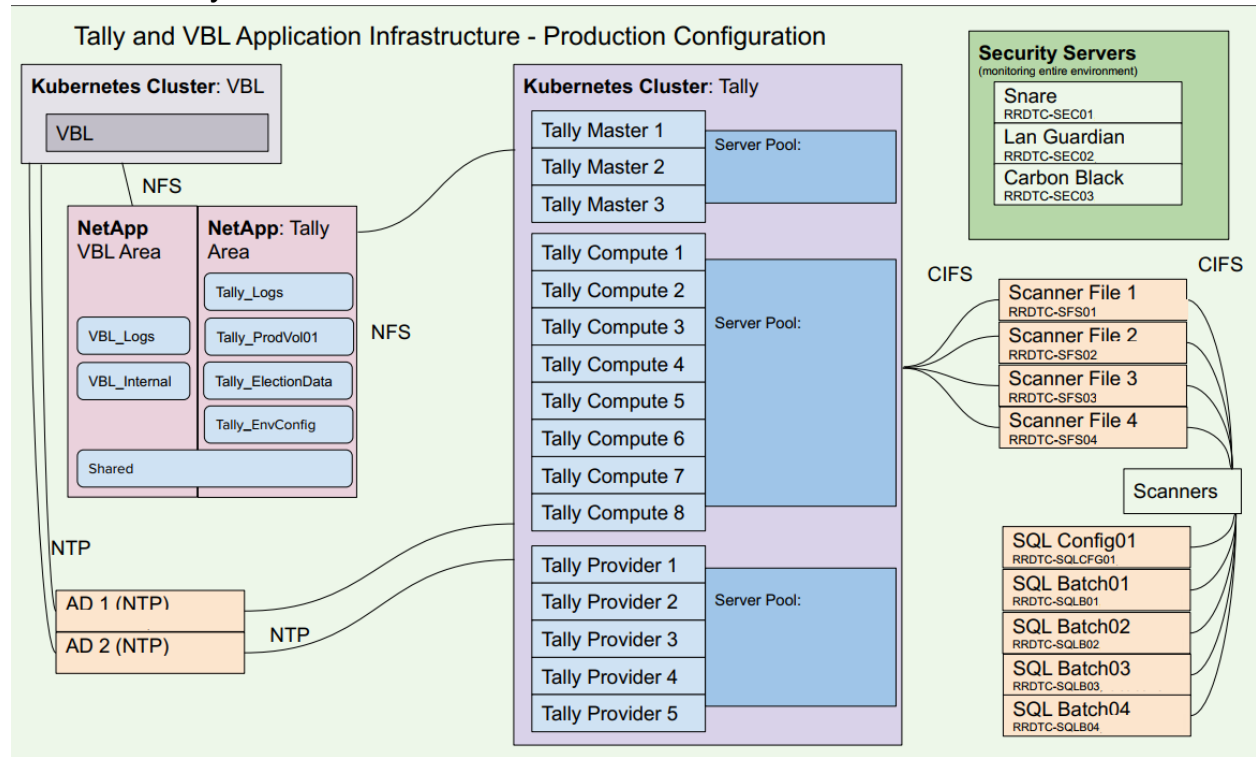 Tally and VBL Application Infrastructure - Production Configuration
Kubernetes Cluster: VBL
VBL
NFS
NetApp
VBL Area
VBL_Logs
VBL_Internal
NetApp: Tally
Area
Tally_Logs
Tally_ProdVol01
Tally_ElectionData
Tally_EnvConfig
Shared
NFS
NTP
AD 1 (NTP)
AD 2 (NTP)
NTP
Kubernetes Cluster: Tally
Tally Master 1
Tally Master 2
Tally Master 3
Server Pool:
Tally Compute 1
Tally Compute 2
Tally Compute 3
Tally Compute 4
Tally Compute 5
Tally Compute 6
Tally Compute 7
Tally Compute 8
Server Pool:
Tally Provider 1
Tally Provider 2
Tally Provider 3
Tally Provider 4
Tally Provider 5
Server Pool:
Security Servers
(monitoring entire environment)
Snare
RRDTC-SEC01
Lan Guardian
RRDTC-SEC02
Carbon Black
RRDTC-SEC03
CIFS
CIFS
Scanner File 1
RRDTC-SFS01
Scanner File 2
RRDTC-SFS02
Scanner File 3
RRDTC-SFS03
Scanner File 4
RRDTC-SFS04
Scanners
SQL Config01
RRDTC-SQLCFG01
SQL Batch01
RRDTC-SQLB01
SQL Batch02
RRDTC-SQLB02
SQL Batch03
RRDTC-SQLB03
SQL Batch04
RRDTC-SQLB04